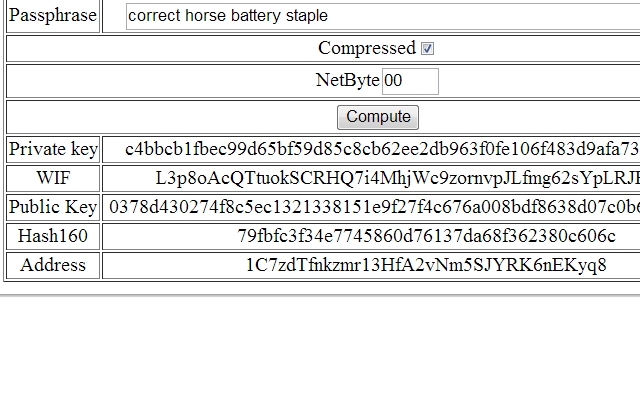 Passphrase correct horse battery staple
Compressed
NetByte 00
Compute
Private key c4bbcb1fbec99d65bf59d85c8cb62ee2db963f0fe106f483d9afa73
WIF L3p8oAcQTtuokSCRHQ7i4MhjWc9zornvpJLfmg62sYpLRJF
Public Key 0378d430274f8c5ec1321338151e9f27f4c676a008bdf8638d07c0b6
Hash160 79fbfc3f34e7745860d76137da68f362380c606c
Address 1C7zdTfnkzmr13HfA2vNm5SJYRK6nEKyq8